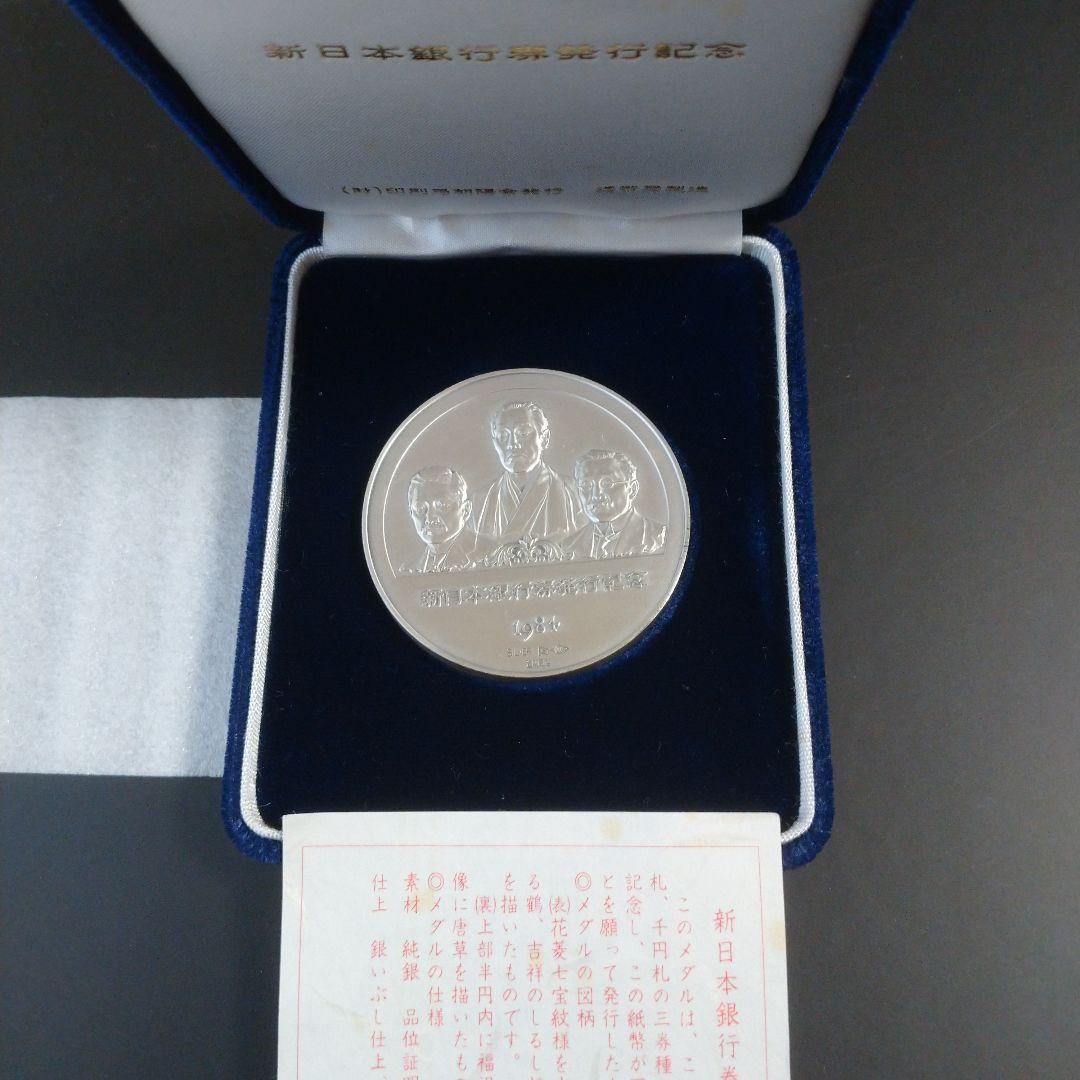 新日本銀行券発行記念
(財)印刷局朝陽会発行　造幣局製造
新日本銀行券発行記念
1984
新日本銀行券
このメダルは、こ
札、千円札の三券種
記念し、この紙幣が
とを願って発行した
◎メダルの図柄
(表)花菱七宝紋様を
る鶴、吉祥のしるし
を描いたものです。
(裏)上部半円内に福沢
像に唐草を描いたもの
◎メダルの仕様
素材　純銀　品位証明
仕上　銀いぶし仕上